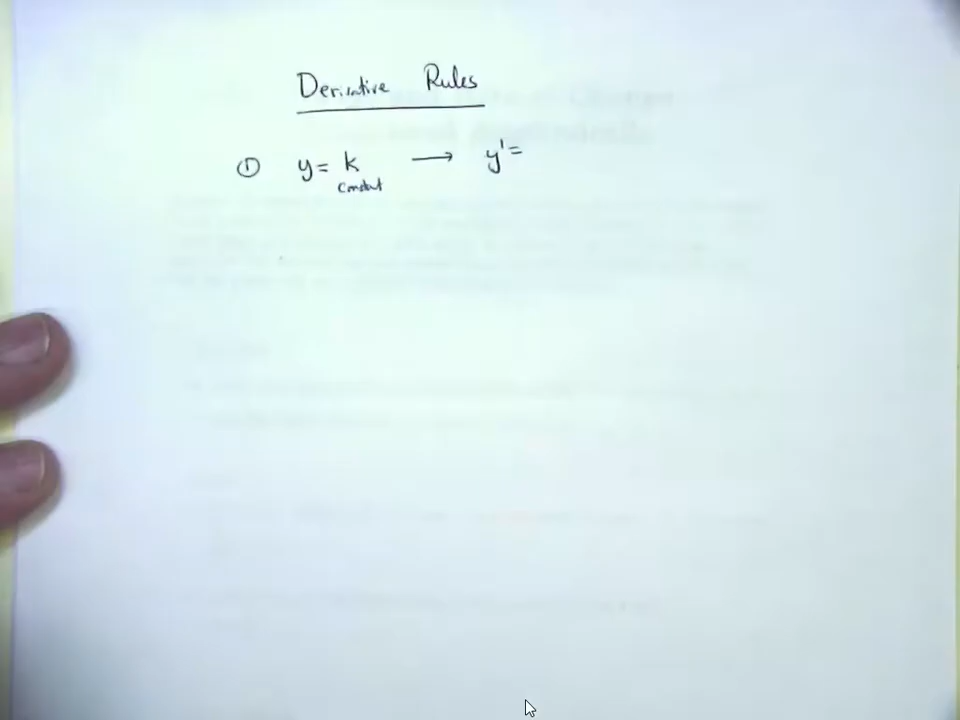 Derivative Rules
① y = k → y' =
constant